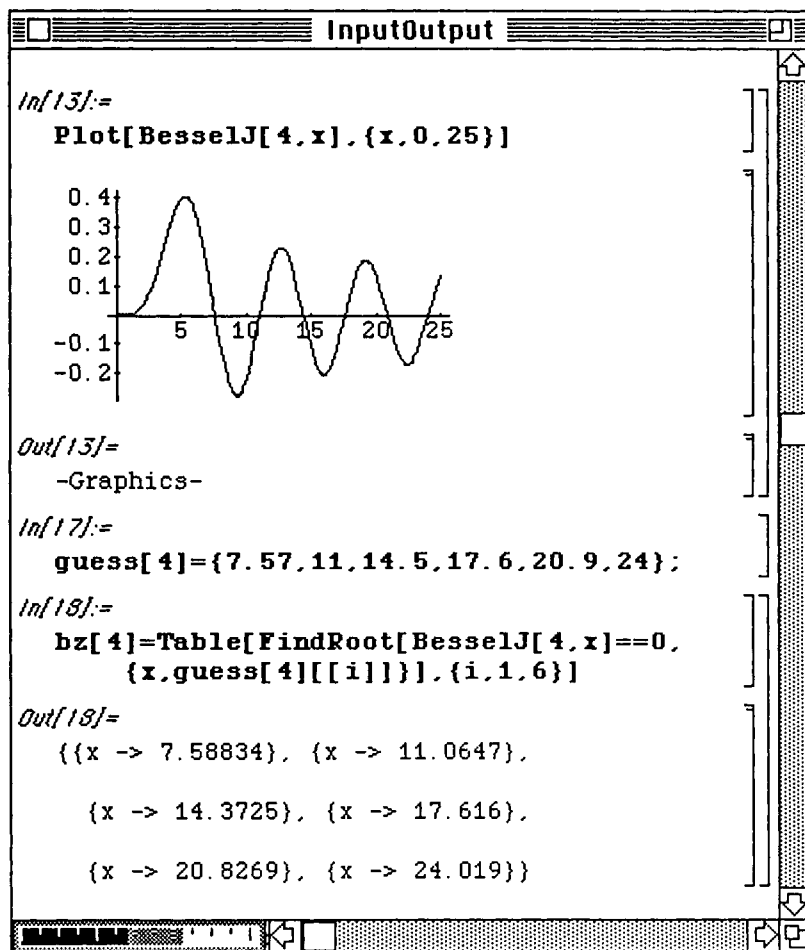 InputOutput
In[13]:=
Plot[BesselJ[4,x],{x,0,25}]
0.4
0.3
0.2
0.1
5 10 15 20 25
-0.1
-0.2
Out[13]=
-Graphics-
In[17]:=
guess[4]={7.57,11,14.5,17.6,20.9,24};
In[18]:=
bz[4]=Table[FindRoot[BesselJ[4,x]==0,
{x,guess[4][[i]]}],{i,1,6}]
Out[18]=
{{x -> 7.58834}, {x -> 11.0647},
{x -> 14.3725}, {x -> 17.616},
{x -> 20.8269}, {x -> 24.019}}